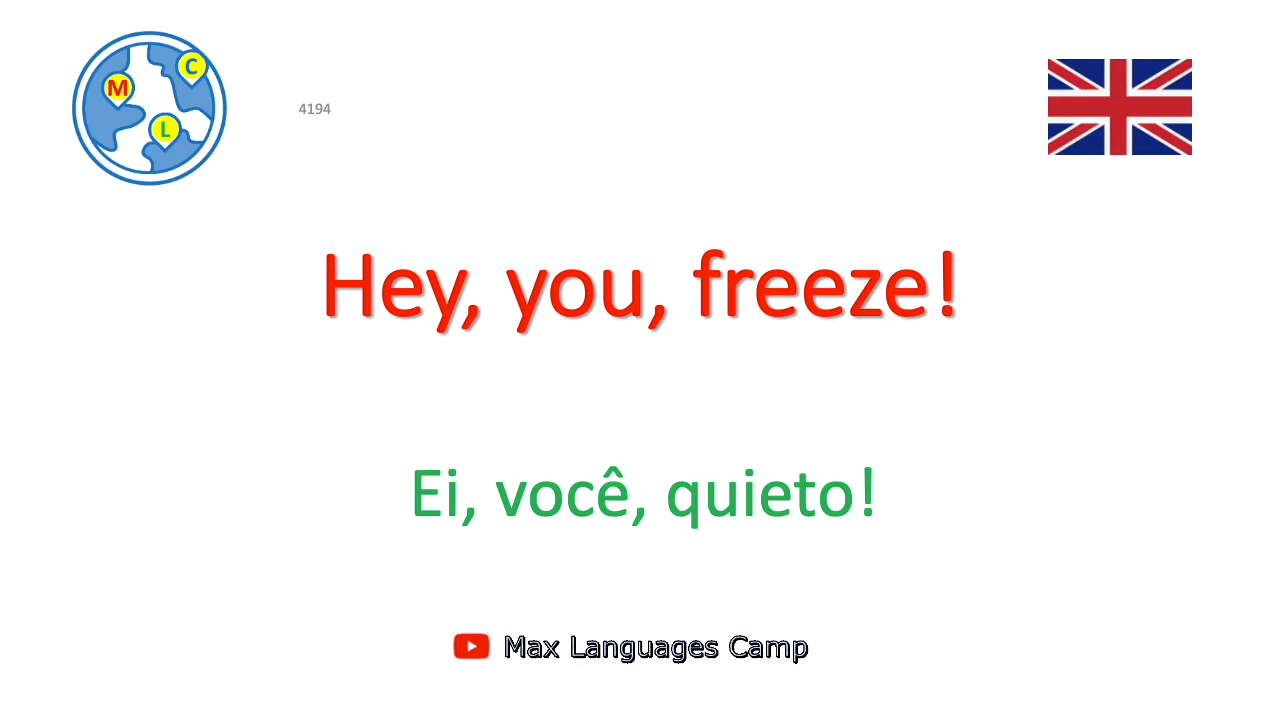 M
C
L
4194
Hey, you, freeze!
Ei, você, quieto!
Max Languages Camp